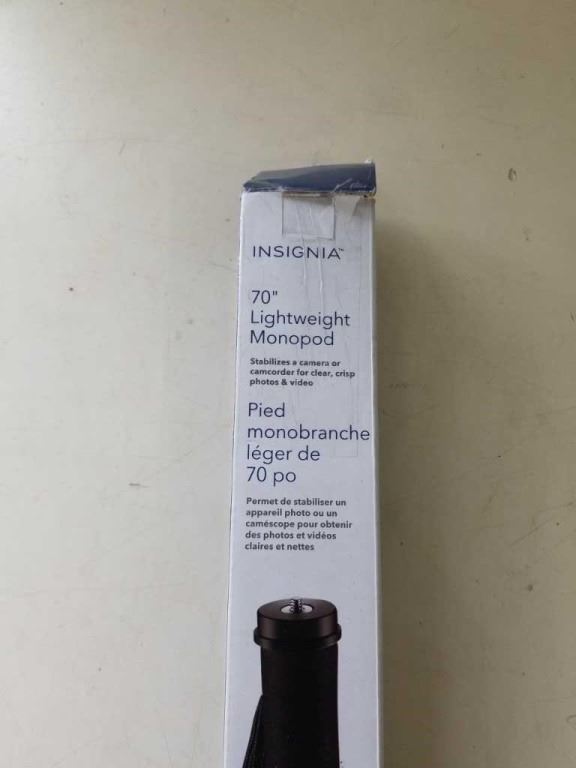 INSIGNIA™
70"
Lightweight
Monopod
Stabilizes a camera or
camcorder for clear, crisp
photos & video
Pied
monobranche
léger de
70 po
Permet de stabiliser un
appareil photo ou un
caméscope pour obtenir
des photos et vidéos
claires et nettes